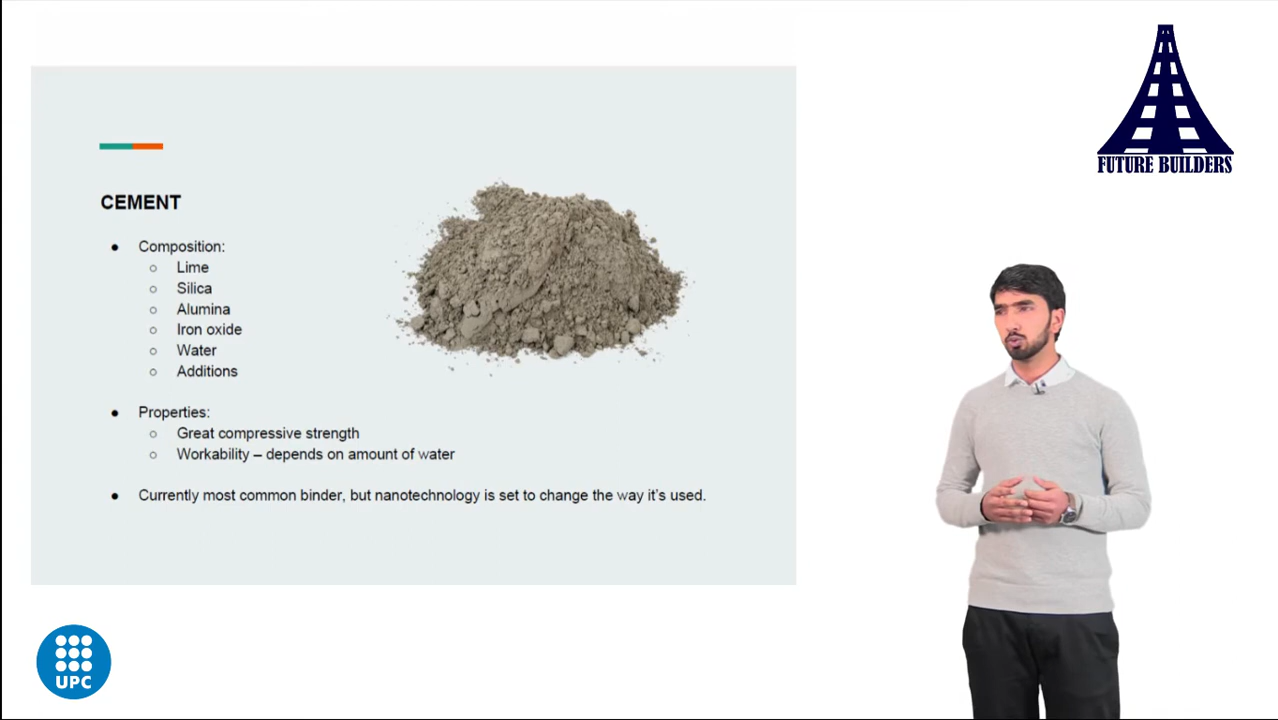 FUTURE BUILDERS
CEMENT
● Composition:
○ Lime
○ Silica
○ Alumina
○ Iron oxide
○ Water
○ Additions
● Properties:
○ Great compressive strength
○ Workability – depends on amount of water
● Currently most common binder, but nanotechnology is set to change the way it's used.
UPC